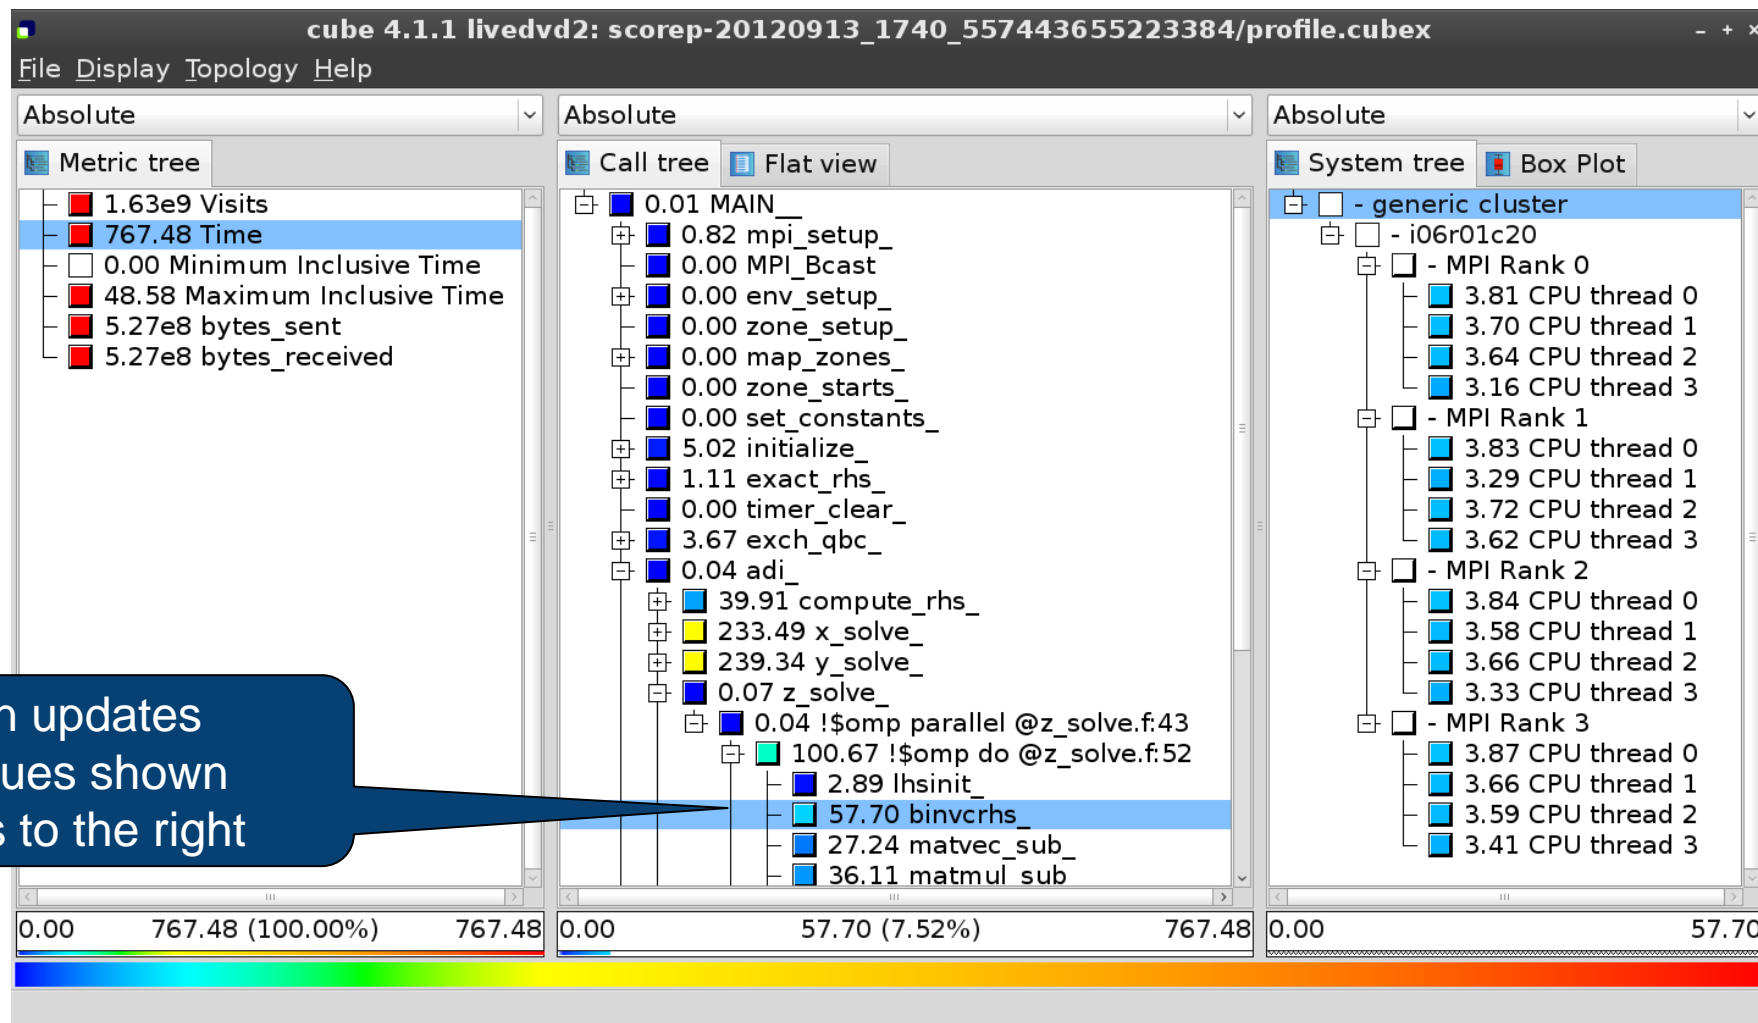 cube 4.1.1 livedvd2: scorep-20120913_1740_557443655223384/profile.cubex
File Display Topology Help
Absolute
Metric tree
1.63e9 Visits
767.48 Time
0.00 Minimum Inclusive Time
48.58 Maximum Inclusive Time
5.27e8 bytes_sent
5.27e8 bytes_received
updates
shown
to the right
0.00 767.48 (100.00%) 767.48
Absolute
Call tree Flat view
0.01 MAIN__
0.82 mpi_setup_
0.00 MPI_Bcast
0.00 env_setup_
0.00 zone_setup_
0.00 map_zones_
0.00 zone_starts_
0.00 set_constants_
5.02 initialize_
1.11 exact_rhs_
0.00 timer_clear_
3.67 exch_qbc_
0.04 adi_
39.91 compute_rhs_
233.49 x_solve_
239.34 y_solve_
0.07 z_solve_
0.04 !$omp parallel @z_solve.f:43
100.67 !$omp do @z_solve.f:52
2.89 lhsinit_
57.70 binvcrhs_
27.24 matvec_sub_
36.11 matmul_sub
0.00 57.70 (7.52%) 767.48
Absolute
System tree Box Plot
- generic cluster
- i06r01c20
- MPI Rank 0
3.81 CPU thread 0
3.70 CPU thread 1
3.64 CPU thread 2
3.16 CPU thread 3
- MPI Rank 1
3.83 CPU thread 0
3.29 CPU thread 1
3.72 CPU thread 2
3.62 CPU thread 3
- MPI Rank 2
3.84 CPU thread 0
3.58 CPU thread 1
3.66 CPU thread 2
3.33 CPU thread 3
- MPI Rank 3
3.87 CPU thread 0
3.66 CPU thread 1
3.59 CPU thread 2
3.41 CPU thread 3
0.00 57.70